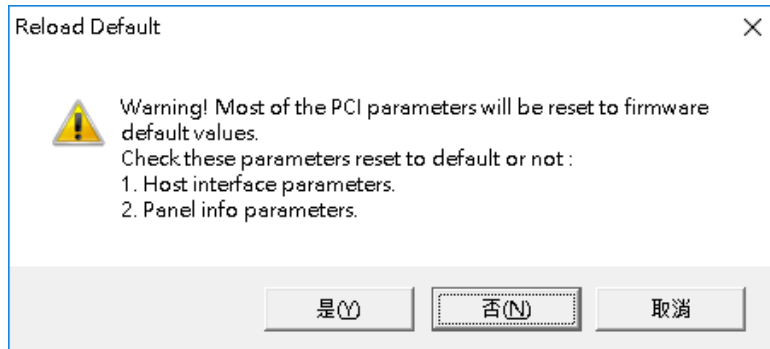 Reload Default
Warning! Most of the PCI parameters will be reset to firmware
default values.
Check these parameters reset to default or not :
1. Host interface parameters.
2. Panel info parameters.
是(Y)
否(N)
取消